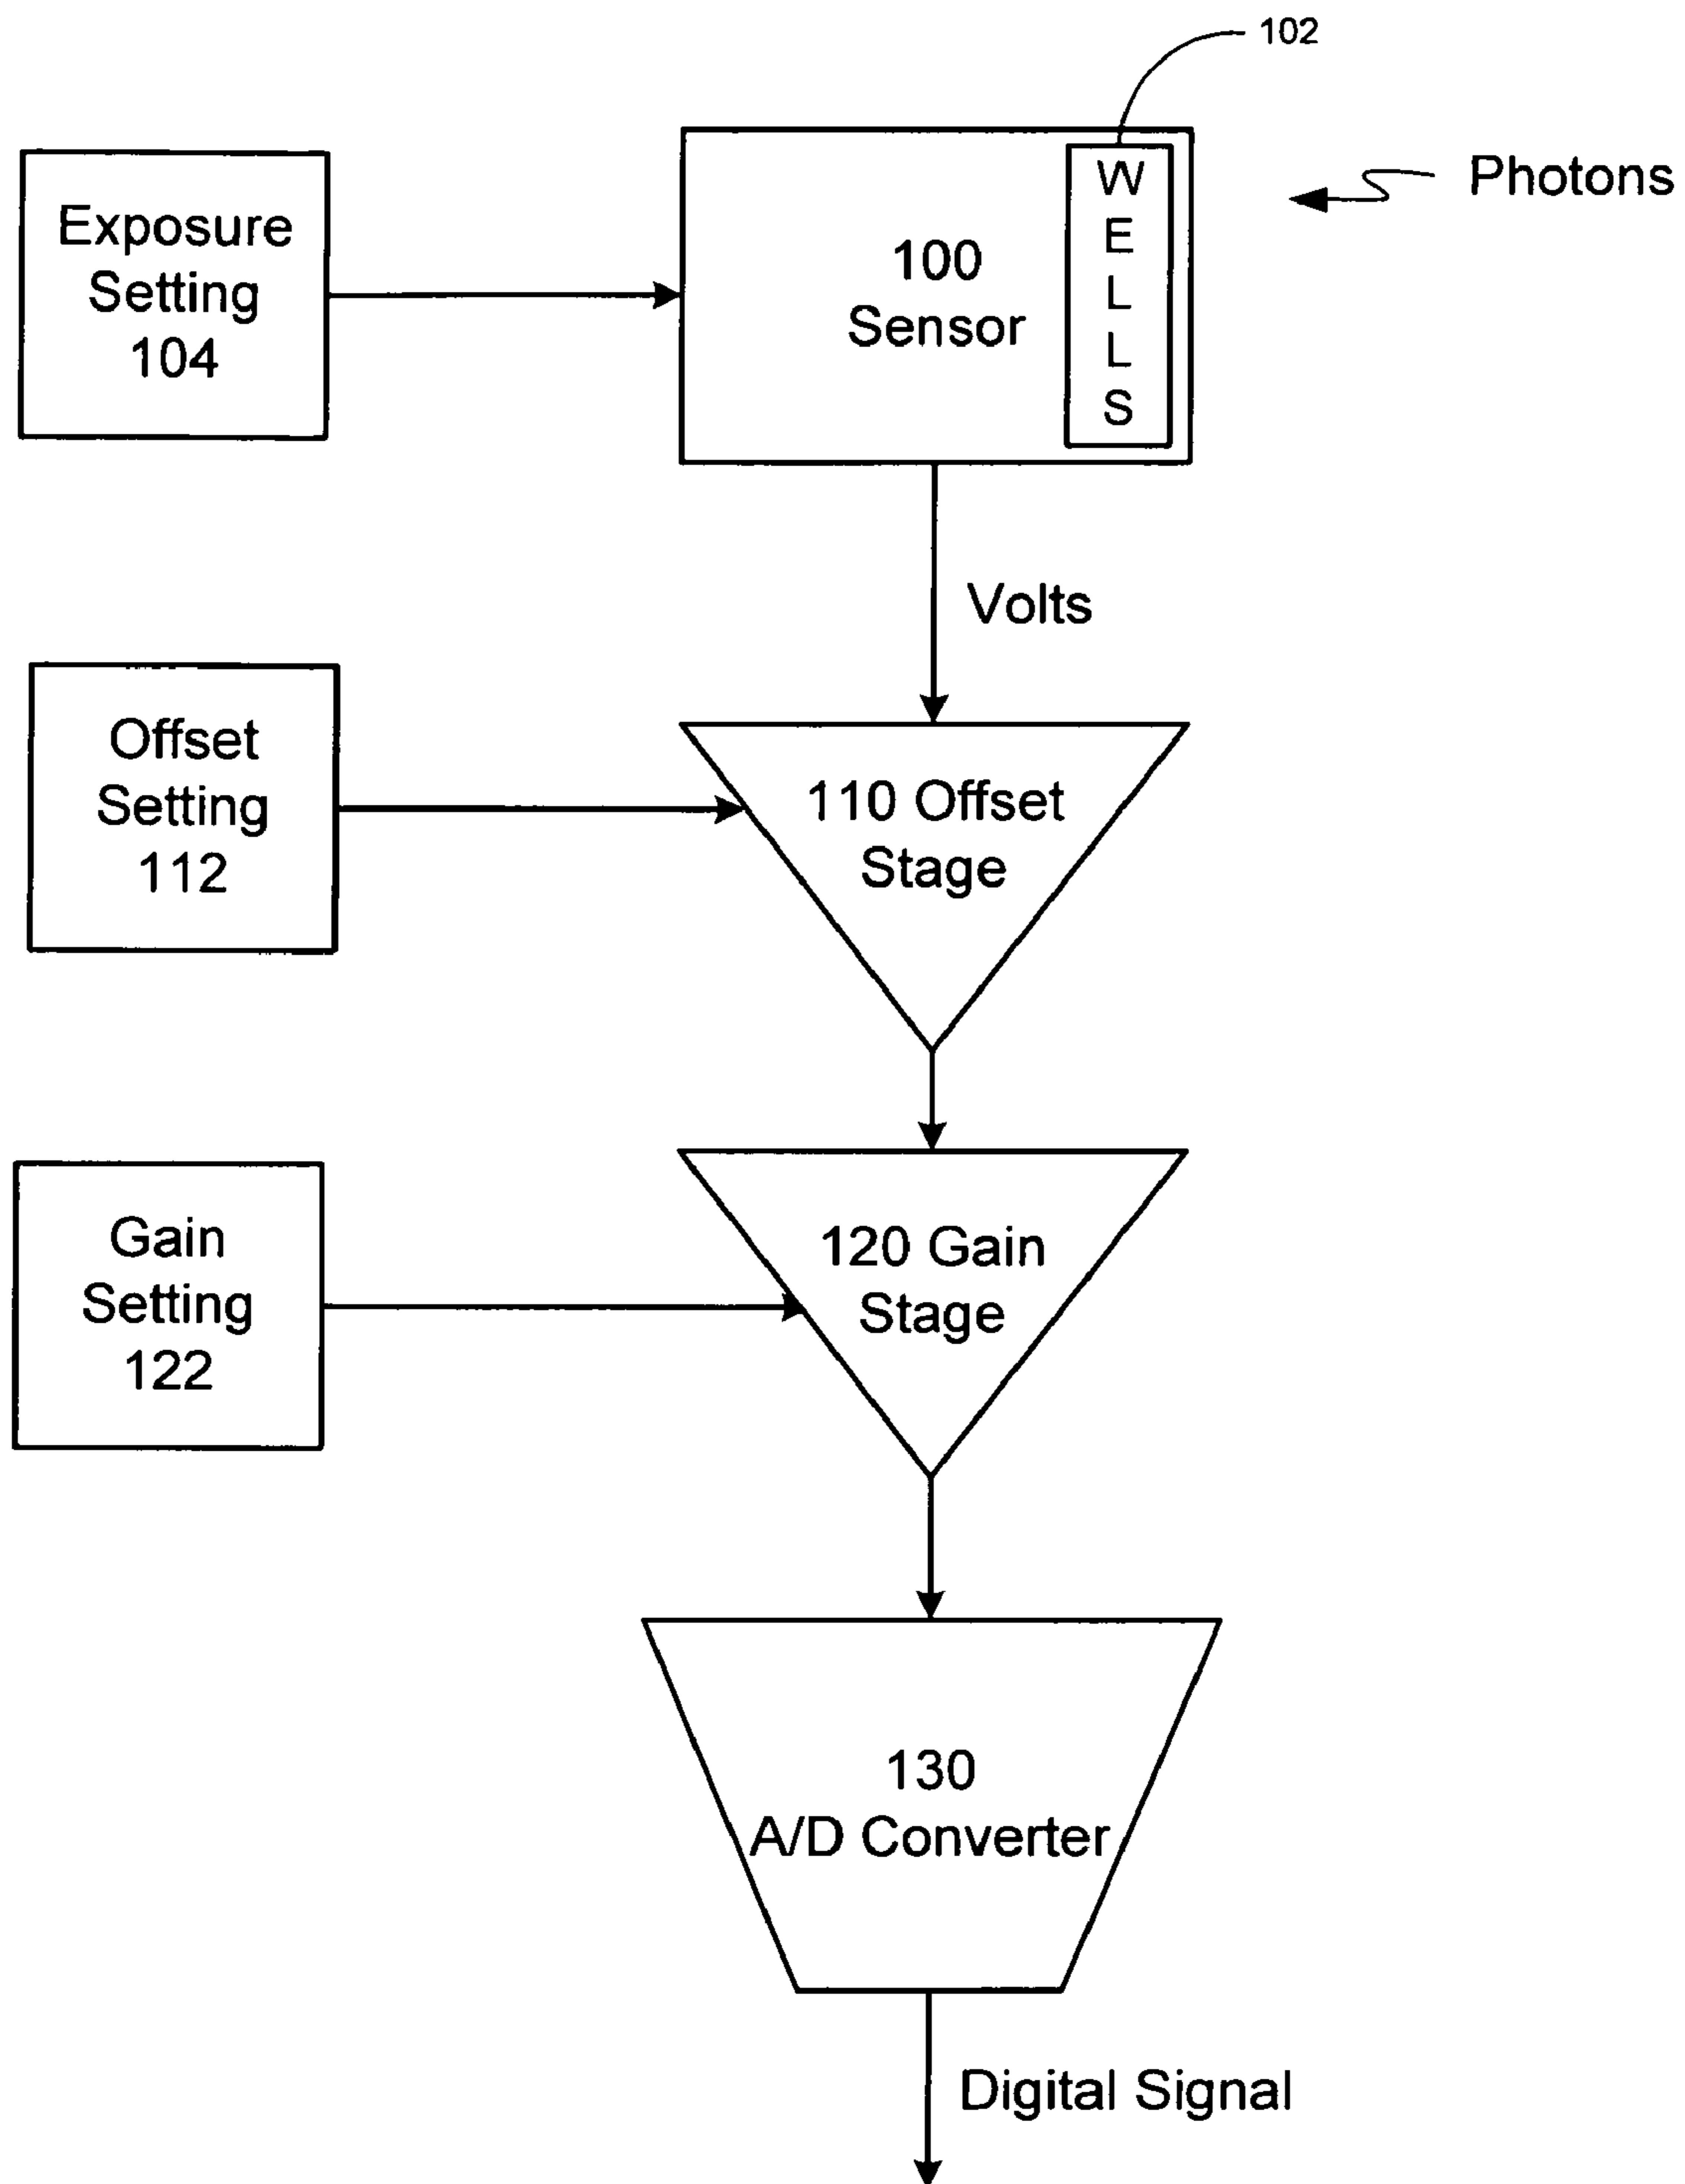 102
Photons
W
E
L
L
S
100
Sensor
Exposure
Setting
104
Volts
Offset
Setting
112
110 Offset
Stage
Gain
Setting
122
120 Gain
Stage
130
A/D Converter
Digital Signal